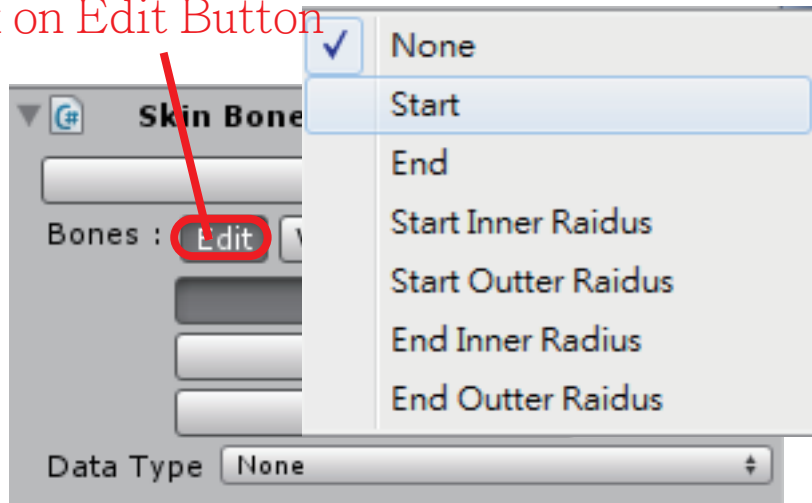 on Edit Button
None
Start
End
Start Inner Raidus
Start Outter Raidus
End Inner Radius
End Outter Raidus
Skin Bone
Bones : Edit
Data Type None